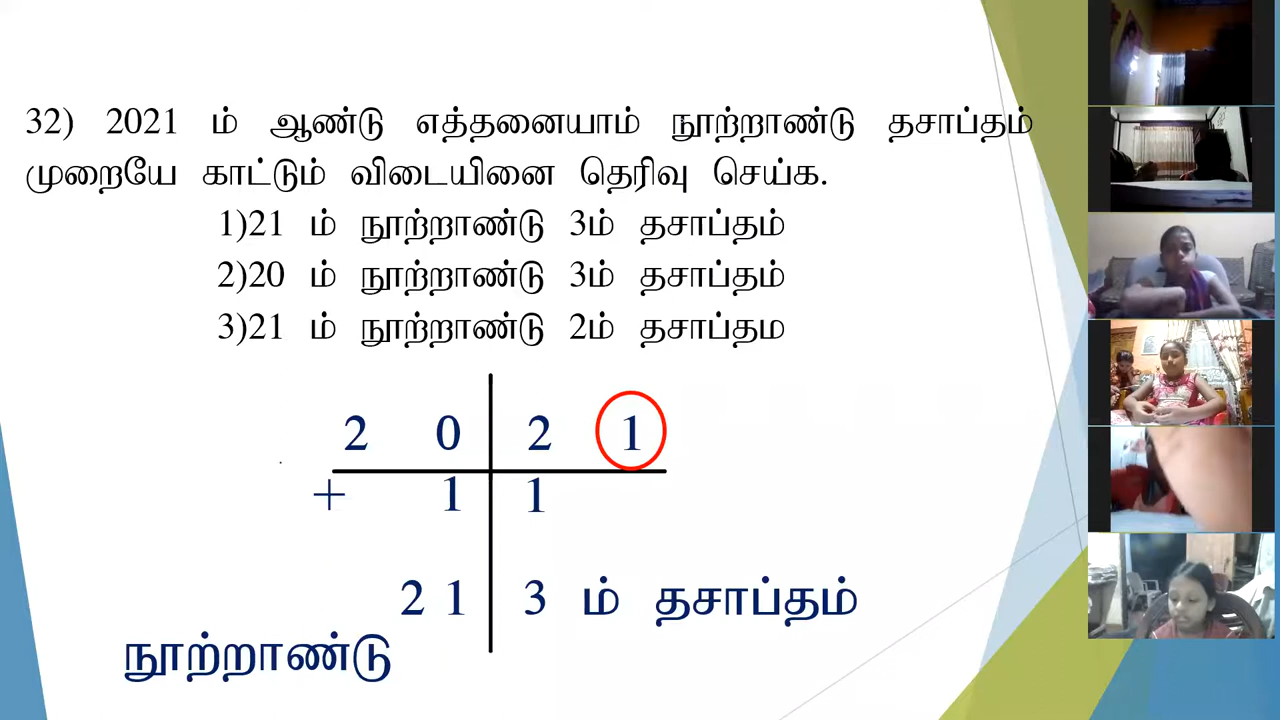 32) 2021 ம் ஆண்டு எத்தனையாம் நூற்றாண்டு தசாப்தம்
முறையே காட்டும் விடையினை தெரிவு செய்க.
1)21 ம் நூற்றாண்டு 3ம் தசாப்தம்
2)20 ம் நூற்றாண்டு 3ம் தசாப்தம்
3)21 ம் நூற்றாண்டு 2ம் தசாப்தம
2 0 2 1
+ 1 1
2 1 3 ம் தசாப்தம்
நூற்றாண்டு